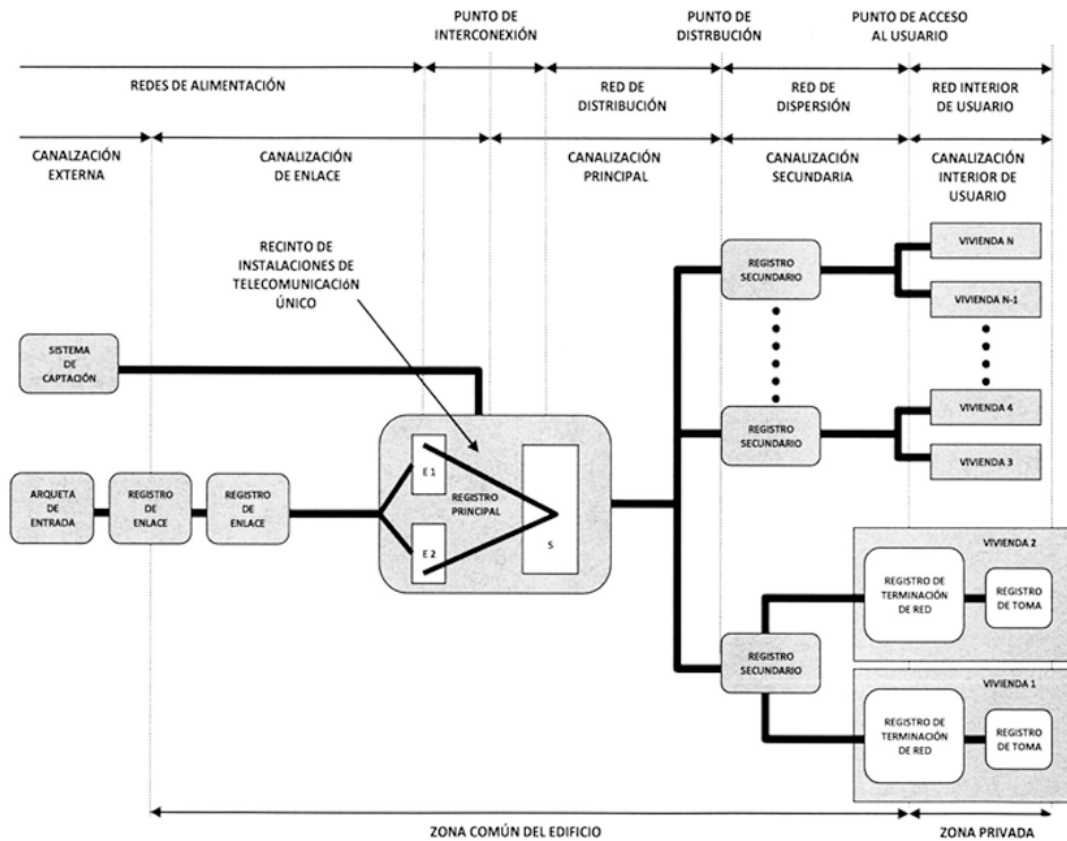 PUNTO DE
INTERCONEXIÓN
PUNTO DE
DISTRBUCIÓN
PUNTO DE ACCESO
AL USUARIO
REDES DE ALIMENTACIÓN
RED DE
DISTRIBUCIÓN
RED DE
DISPERSIÓN
RED INTERIOR
DE USUARIO
CANALZACIÓN
EXTERNA
CANALIZACIÓN
DE ENLACE
CANALIZACIÓN
PRINCIPAL
CANALIZACIÓN
SECUNDARIA
CANALIZACIÓN
INTERIOR DE
USUARIO
RECINTO DE
INSTALACIONES DE
TELECOMUNICACIÓN
ÚNICO
REGISTRO
SECUNDARIO
VIVIENDA N
VIVIENDA N-1
SISTEMA
DE
CAPTACIÓN
REGISTRO
SECUNDARIO
VIVIENDA 4
VIVIENDA 3
ARQUETA
DE
ENTRADA
REGISTRO
DE
ENLACE
REGISTRO
DE
ENLACE
E 1
REGISTRO
PRINCIPAL
E 2
S
VIVIENDA 2
REGISTRO DE
TERMINACIÓN
DE RED
REGISTRO
DE TOMA
REGISTRO
SECUNDARIO
VIVIENDA 1
REGISTRO DE
TERMINACIÓN
DE RED
REGISTRO
DE TOMA
ZONA COMÚN DEL EDIFICIO
ZONA PRIVADA